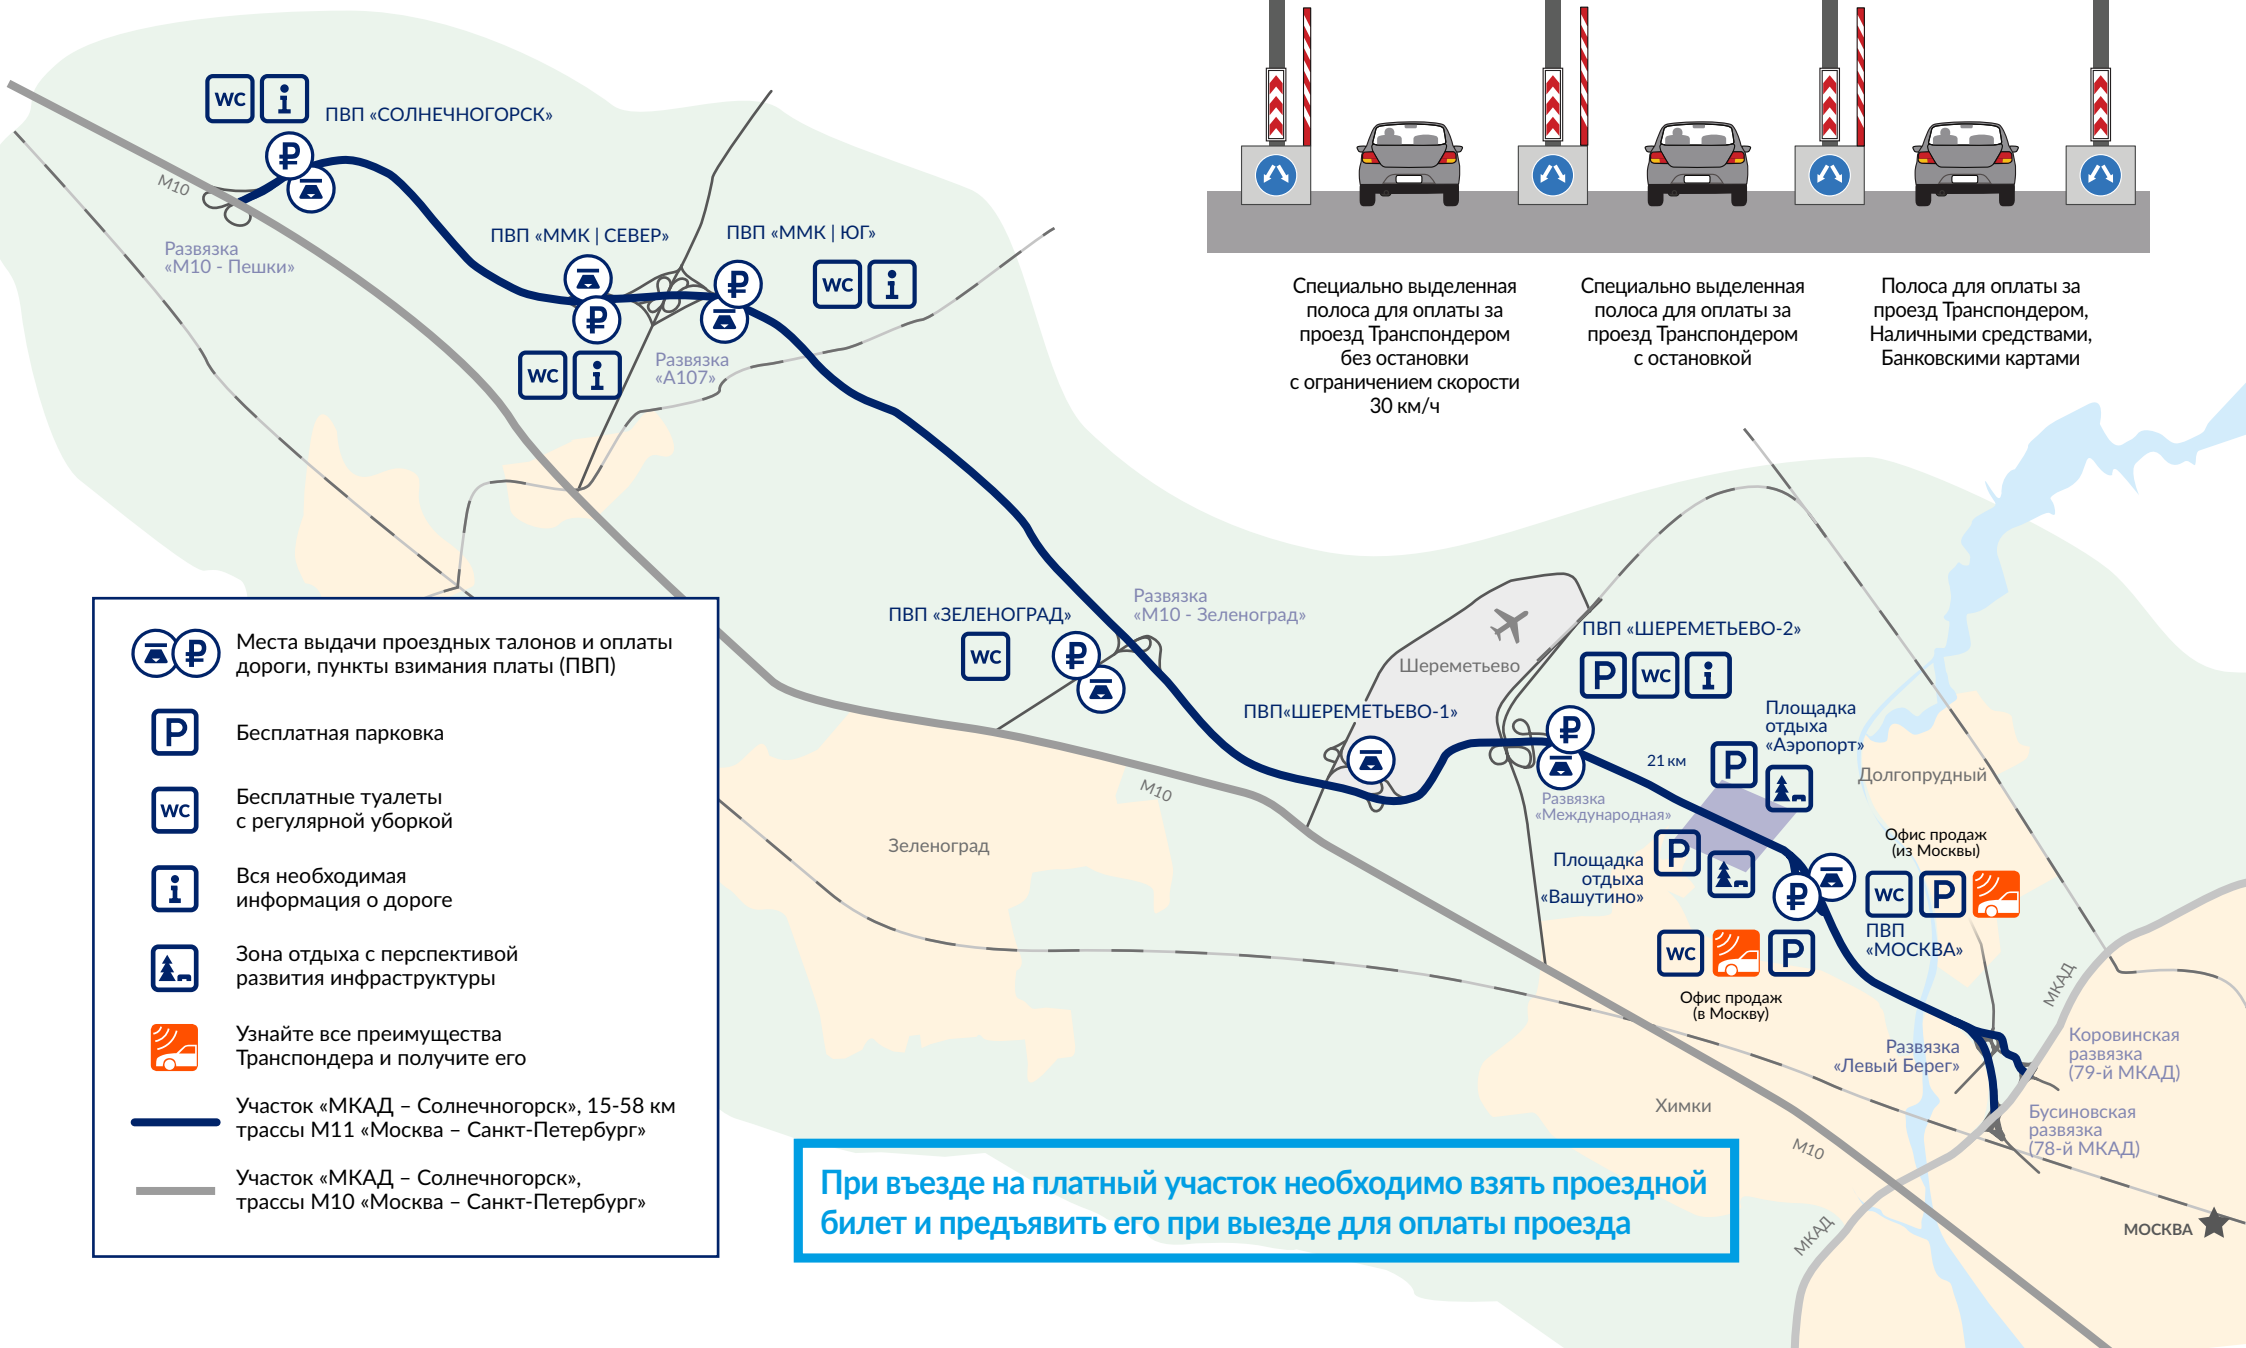 WC
i
ПВП «СОЛНЕЧНОГОРСК»
М10
Развязка
«М10 - Пешки»
ПВП «ММК | СЕВЕР»
ПВП «ММК | ЮГ»
WC
i
WC
i
Развязка
«А107»
Специально выделенная
полоса для оплаты за
проезд Транспондером
без остановки
с ограничением скорости
30 км/ч
Специально выделенная
полоса для оплаты за
проезд Транспондером
с остановкой
Полоса для оплаты за
проезд Транспондером,
Наличными средствами,
Банковскими картами
ПВП «ЗЕЛЕНОГРАД»
WC
Развязка
«М10 - Зеленоград»
Шереметьево
ПВП «ШЕРЕМЕТЬЕВО-2»
P
WC
i
ПВП«ШЕРЕМЕТЬЕВО-1»
Площадка
отдыха
«Аэропорт»
21 км
P
Развязка
«Международная»
Долгопрудный
М10
Зеленоград
Площадка
отдыха
«Вашутино»
P
Офис продаж
(из Москвы)
WC
P
ПВП
«МОСКВА»
WC
P
Офис продаж
(в Москву)
МКАД
Развязка
«Левый Берег»
Коровинская
развязка
(79-й МКАД)
Химки
Бусиновская
развязка
(78-й МКАД)
М10
МКАД
МОСКВА
Места выдачи проездных талонов и оплаты
дороги, пункты взимания платы (ПВП)
P
Бесплатная парковка
WC
Бесплатные туалеты
с регулярной уборкой
i
Вся необходимая
информация о дороге
Зона отдыха с перспективой
развития инфраструктуры
Узнайте все преимущества
Транспондера и получите его
Участок «МКАД – Солнечногорск», 15-58 км
трассы М11 «Москва – Санкт-Петербург»
Участок «МКАД – Солнечногорск»,
трассы М10 «Москва – Санкт-Петербург»
При въезде на платный участок необходимо взять проездной
билет и предъявить его при выезде для оплаты проезда